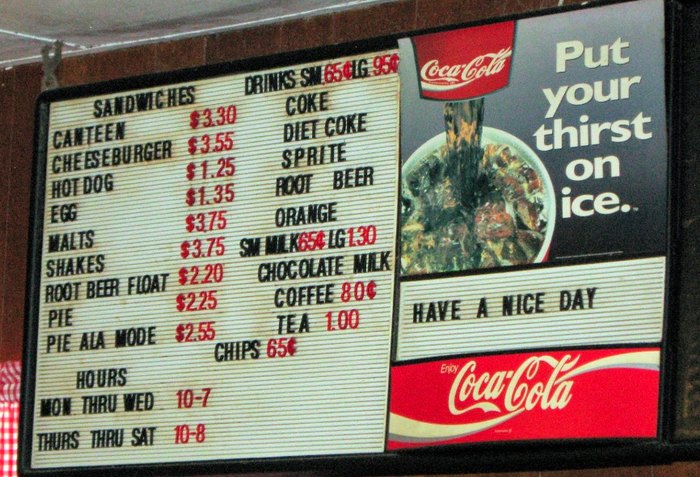 SANDWICHES
CANTEEN $3.30
CHEESEBURGER $3.55
HOT DOG $1.25
EGG $1.35
MALTS $3.75
SHAKES $3.75
ROOT BEER FLOAT $2.20
PIE $2.25
PIE ALA MODE $2.55
HOURS
MON THRU WED 10-7
THURS THRU SAT 10-8
DRINKS SM.65¢ LG. 95¢
COKE
DIET COKE
SPRITE
ROOT BEER
ORANGE
SM MILK 65¢ LG 1.30
CHOCOLATE MILK
COFFEE 80¢
TEA 1.00
CHIPS 65¢
Coca-Cola
Put
your
thirst
on
ice.
HAVE A NICE DAY
Enjoy
Coca-Cola